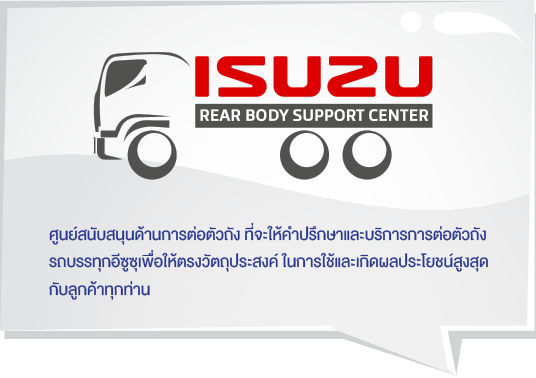 ISUZU
REAR BODY SUPPORT CENTER
ศูนย์สนับสนุนด้านการต่อตัวถัง ที่จะให้คำปรึกษาและบริการการต่อตัวถัง
รถบรรทุกอีซูซุเพื่อให้ตรงวัตถุประสงค์ ในการใช้และเกิดผลประโยชน์สูงสุด
กับลูกค้าทุกท่าน